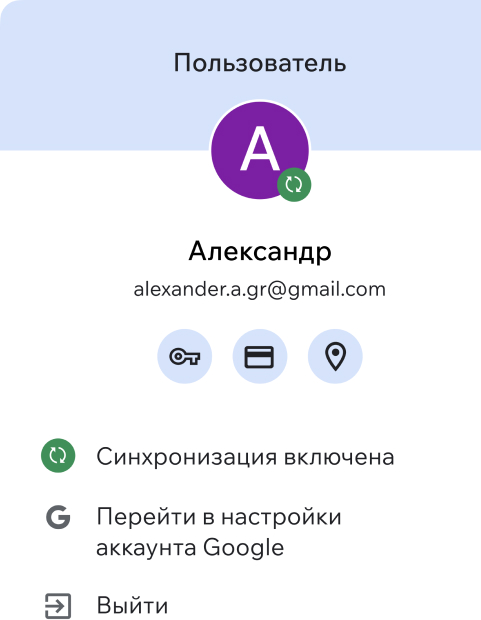 Пользователь
А
Александр
alexander.a.gr@gmail.com
Синхронизация включена
Перейти в настройки
аккаунта Google
Выйти